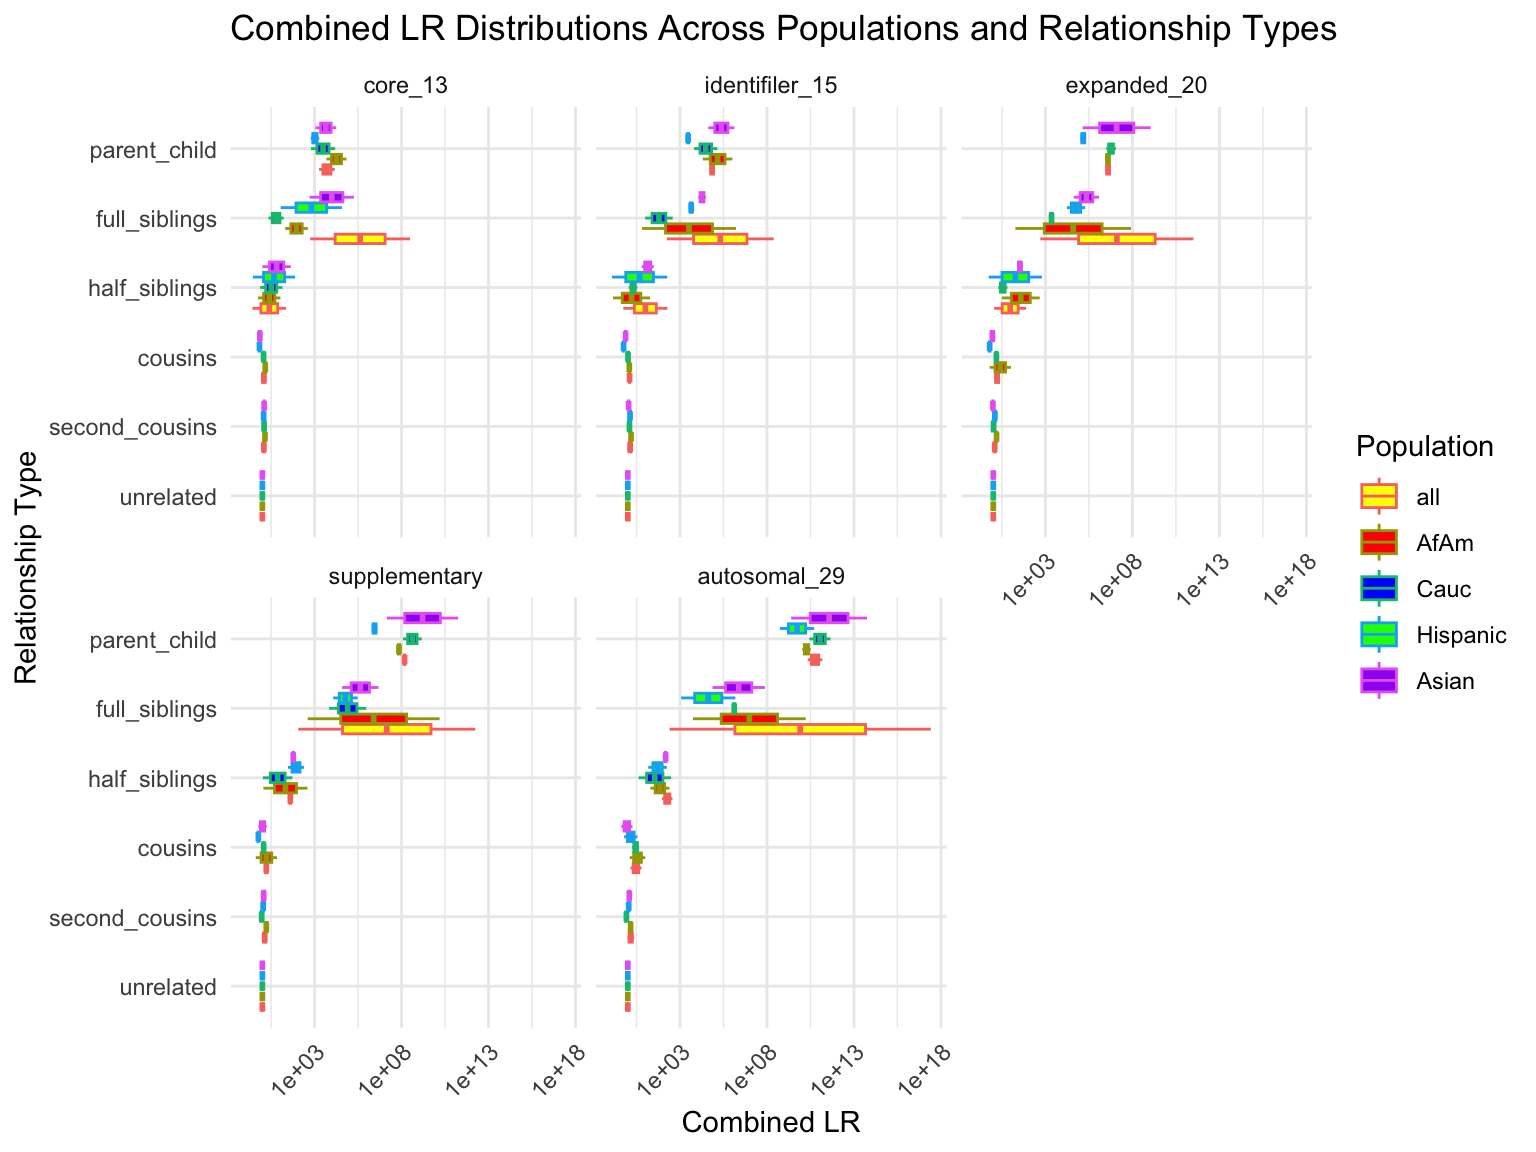 Combined LR Distributions Across Populations and Relationship Types
core_13
identifiler_15
expanded_20
parent_child
full_siblings
half_siblings
cousins
second_cousins
unrelated
1e+03
1e+08
1e+13
1e+18
supplementary
autosomal_29
parent_child
full_siblings
half_siblings
cousins
second_cousins
unrelated
1e+03
1e+08
1e+13
1e+18
1e+03
1e+08
1e+13
1e+18
Combined LR
Relationship Type
Population
all
AfAm
Cauc
Hispanic
Asian